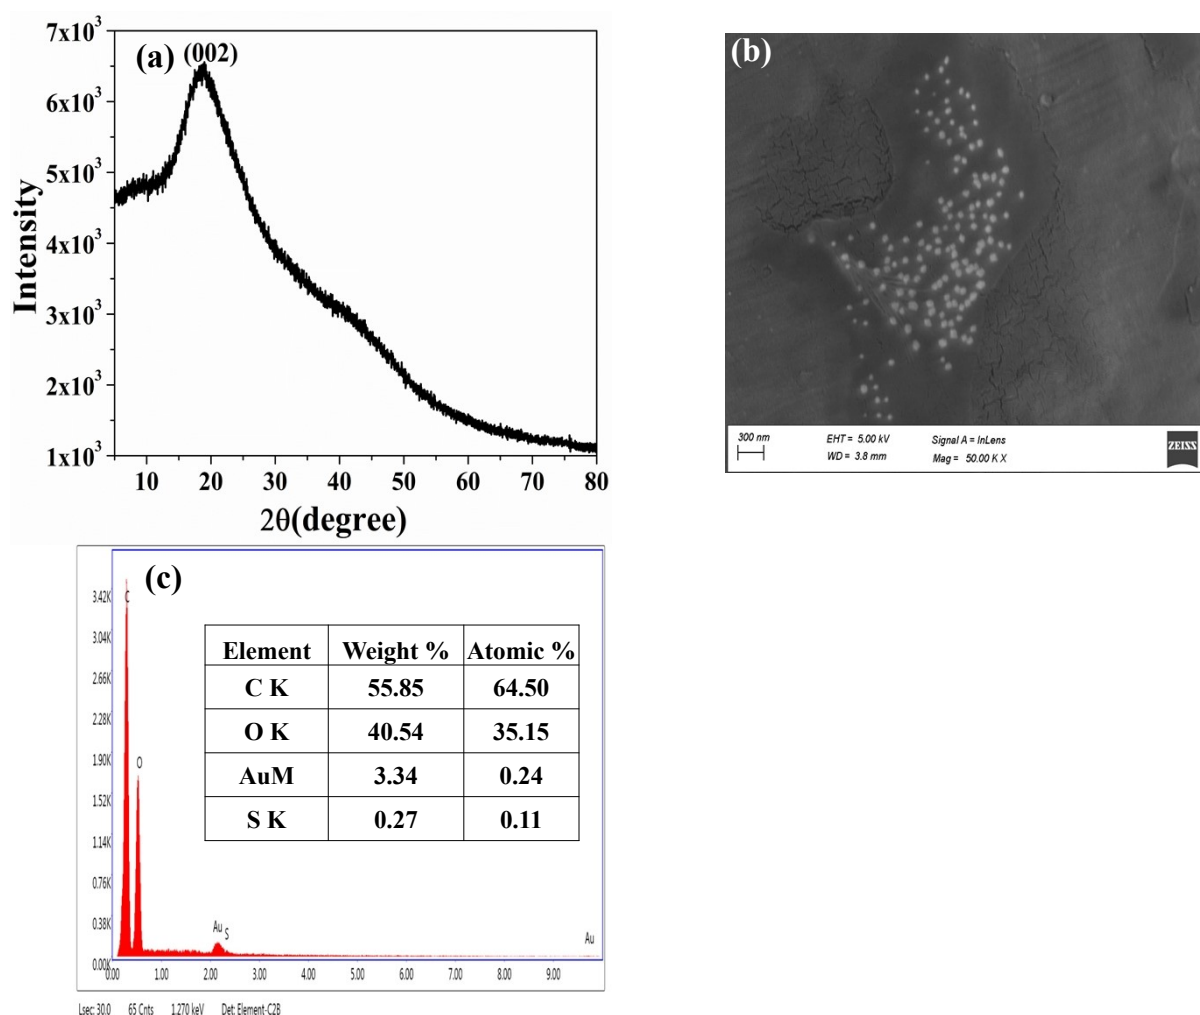 (a) (002)
7x10³
6x10³
5x10³
4x10³
3x10³
2x10³
1x10³
Intensity
10 20 30 40 50 60 70 80
2θ(degree)
(b)
300 nm
EHT = 5.00 kV
WD = 3.8 mm
Signal A = InLens
Mag = 50.00 K X
ZEISS
(c)
3.42K
3.04K
2.66K
2.28K
1.90K
1.52K
1.14K
0.76K
0.38K
0.00K
C
O
Au
S
Au
Element Weight % Atomic %
C K 55.85 64.50
O K 40.54 35.15
AuM 3.34 0.24
S K 0.27 0.11
0.00 1.00 2.00 3.00 4.00 5.00 6.00 7.00 8.00 9.00
Lsec: 30.0 65 Cnts 1.270 keV Det: Element-C2B